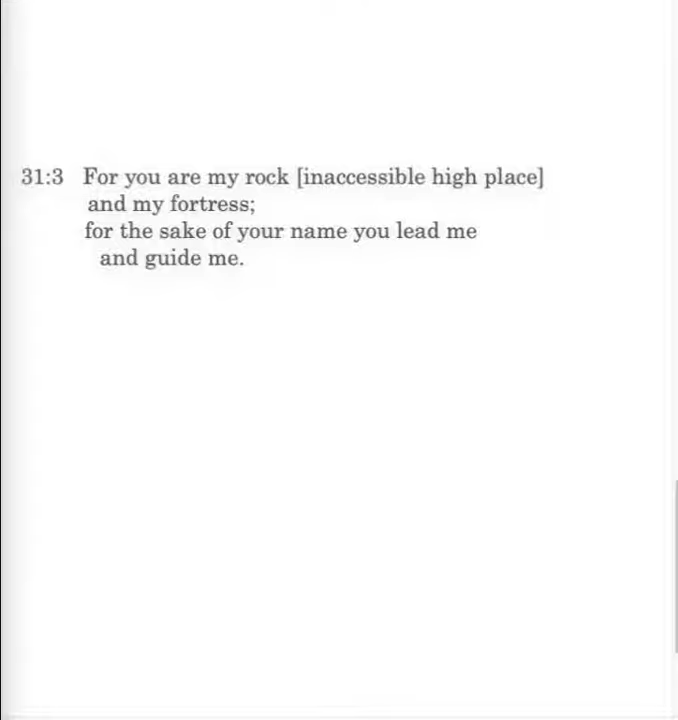 31:3 For you are my rock [inaccessible high place]
and my fortress;
for the sake of your name you lead me
and guide me.